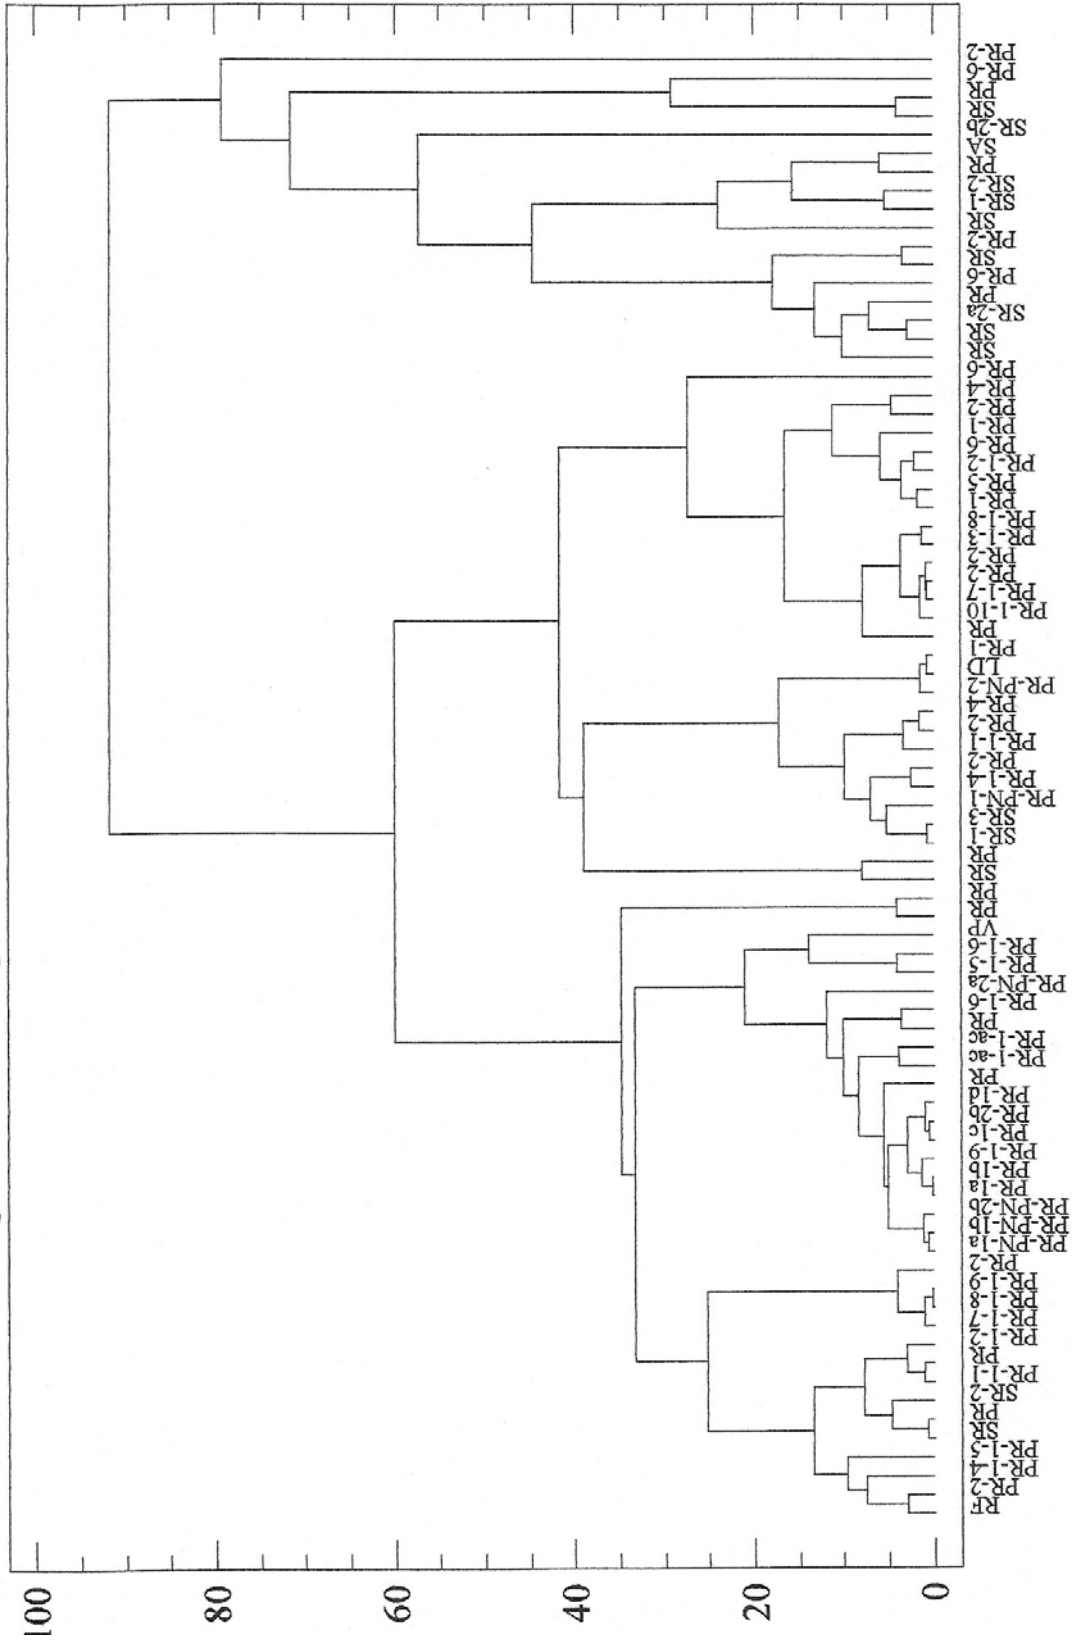 PR-2
PR-6
PR
SR
SR-2b
SA
PR
SR-2
SR-1
SR
PR-2
SR
PR-6
PR
SR-2a
SR
SR
PR-6
PR-4
PR-2
PR-1
PR-6
PR-1-2
PR-5
PR-1
PR-1-8
PR-1-3
PR-2
PR-2
PR-1-7
PR-1-10
PR
PR-1
LD
PR-PN-2
PR-4
PR-2
PR-1-1
PR-2
PR-1-4
PR-PN-1
SR-3
SR-1
PR
SR
PR
PR
VP
PR-1-6
PR-1-5
PR-PN-2a
PR-1-6
PR
PR-1-ac
PR-1-ac
PR
PR-1d
PR-2b
PR-1c
PR-1-9
PR-1b
PR-1a
PR-PN-2b
PR-PN-1b
PR-PN-1a
PR-2
PR-1-9
PR-1-8
PR-1-7
PR-1-2
PR
PR-1-1
SR-2
PR
SR
PR-1-5
PR-1-4
PR-2
RF
100
80
60
40
20
0